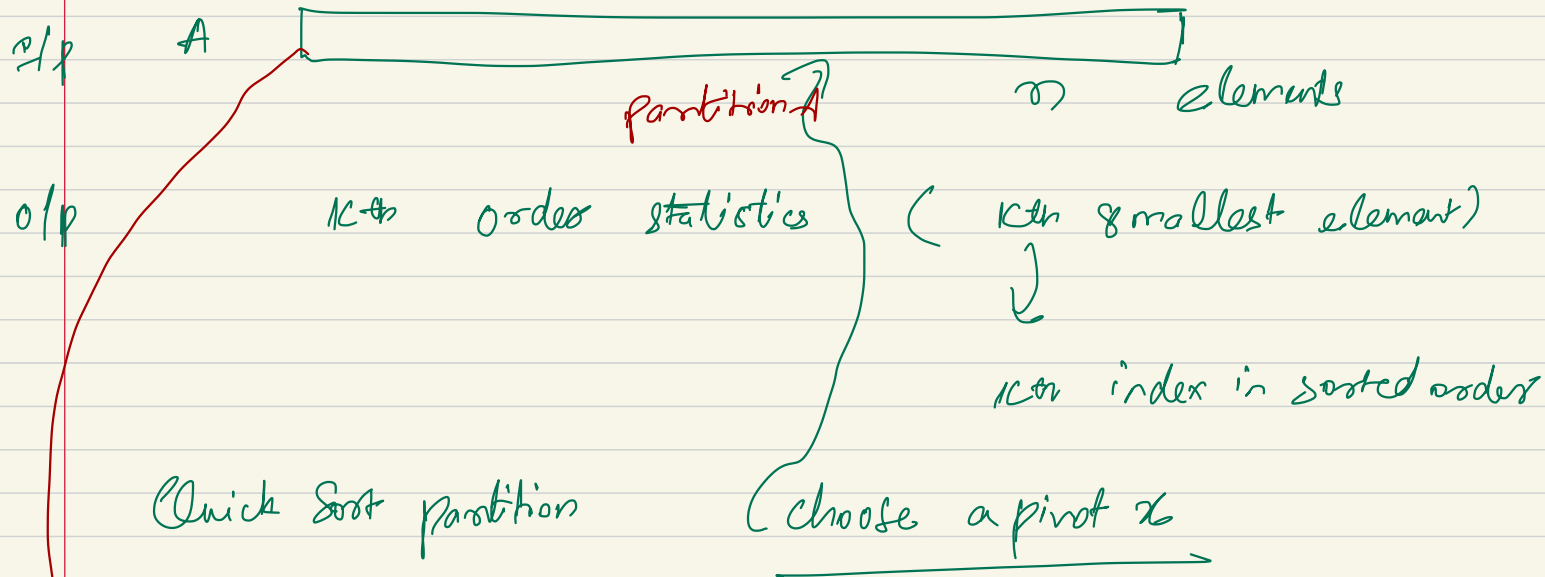 I/p A
partition n elements
o/p Kth order statistics ( Kth smallest element)
Kth index in sorted order
Quick Sort partition (choose a pivot x